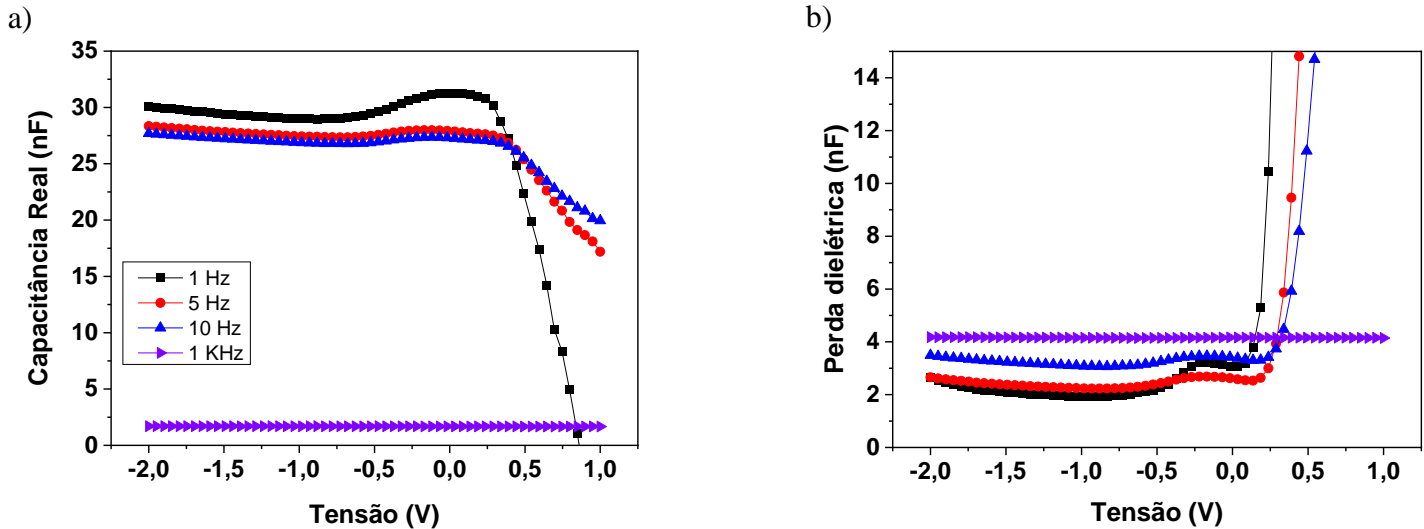 a)
35
30
25
20
15
10
5
0
Capacitância Real (nF)
1 Hz
5 Hz
10 Hz
1 KHz
-2,0 -1,5 -1,0 -0,5 0,0 0,5 1,0
Tensão (V)
b)
14
12
10
8
6
4
2
0
Perda dielétrica (nF)
-2,0 -1,5 -1,0 -0,5 0,0 0,5 1,0
Tensão (V)